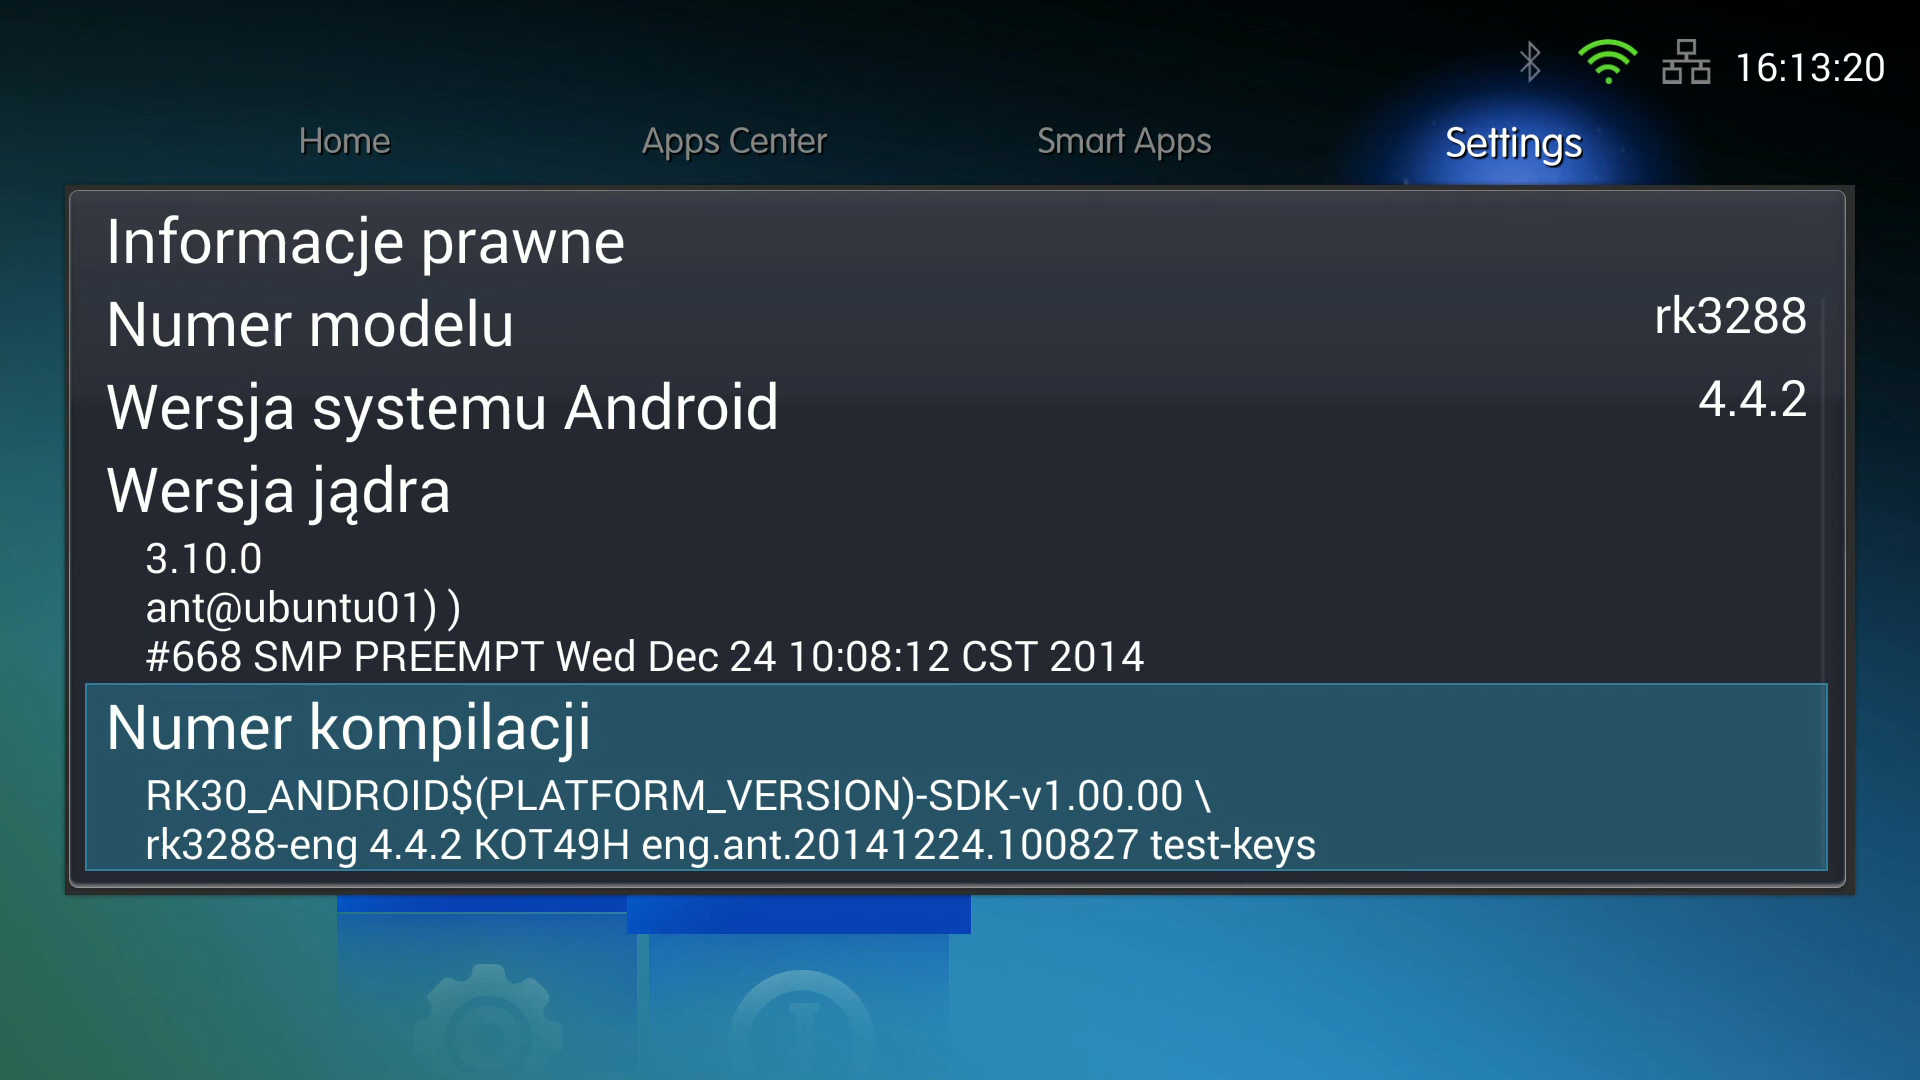 16:13:20
Home Apps Center Smart Apps Settings
Informacje prawne
Numer modelu rk3288
Wersja systemu Android 4.4.2
Wersja jądra
3.10.0
ant@ubuntu01) )
#668 SMP PREEMPT Wed Dec 24 10:08:12 CST 2014
Numer kompilacji
RK30_ANDROID$(PLATFORM_VERSION)-SDK-v1.00.00 \
rk3288-eng 4.4.2 KOT49H eng.ant.20141224.100827 test-keys